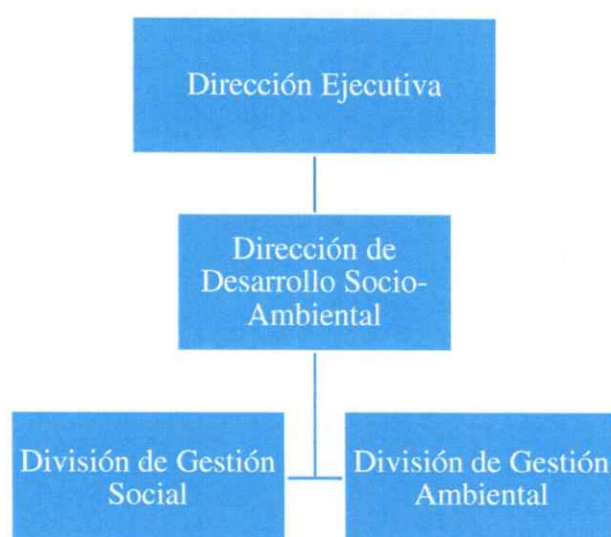 Dirección Ejecutiva
Dirección de
Desarrollo Socio-
Ambiental
División de Gestión
Social
División de Gestión
Ambiental